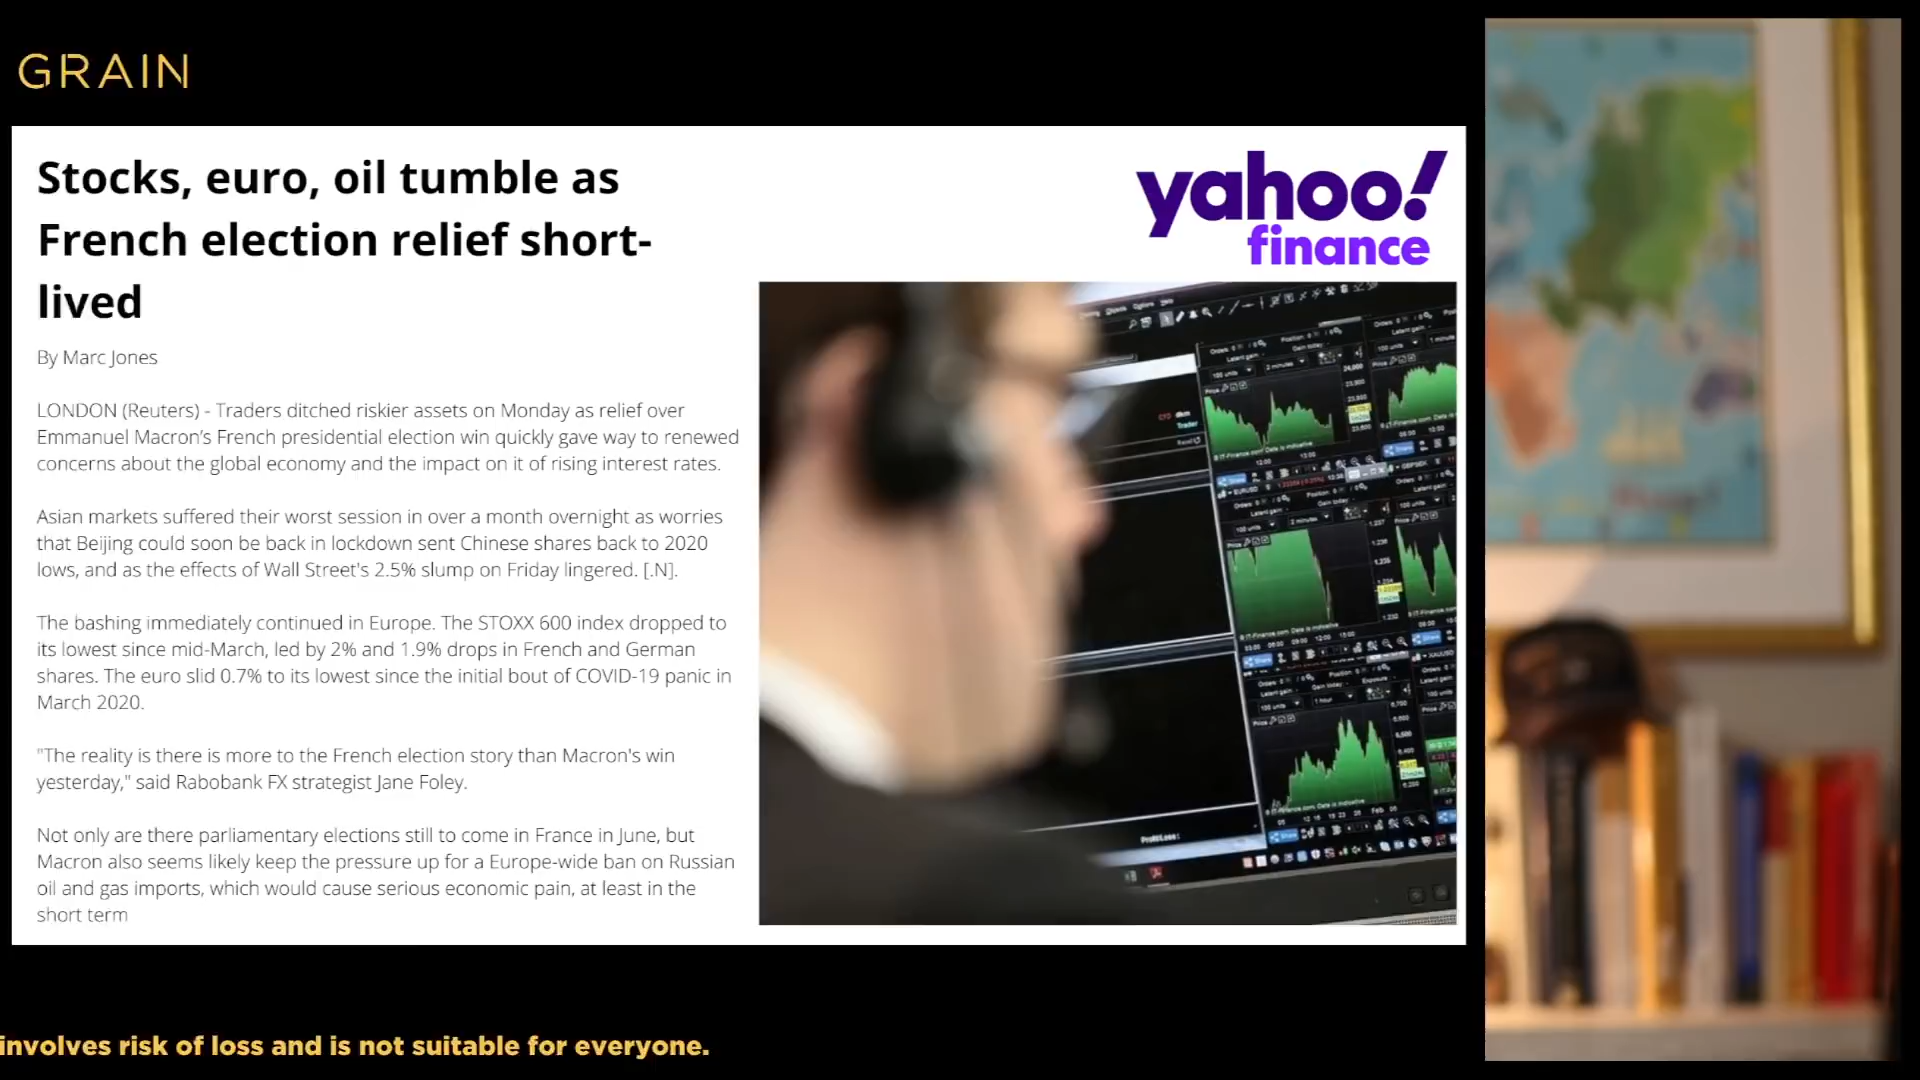 GRAIN
Stocks, euro, oil tumble as
French election relief short-
lived
yahoo!
finance
By Marc Jones
LONDON (Reuters) - Traders ditched riskier assets on Monday as relief over
Emmanuel Macron's French presidential election win quickly gave way to renewed
concerns about the global economy and the impact on it of rising interest rates.
Asian markets suffered their worst session in over a month overnight as worries
that Beijing could soon be back in lockdown sent Chinese shares back to 2020
lows, and as the effects of Wall Street's 2.5% slump on Friday lingered. [.N].
The bashing immediately continued in Europe. The STOXX 600 index dropped to
its lowest since mid-March, led by 2% and 1.9% drops in French and German
shares. The euro slid 0.7% to its lowest since the initial bout of COVID-19 panic in
March 2020.
"The reality is there is more to the French election story than Macron's win
yesterday," said Rabobank FX strategist Jane Foley.
Not only are there parliamentary elections still to come in France in June, but
Macron also seems likely keep the pressure up for a Europe-wide ban on Russian
oil and gas imports, which would cause serious economic pain, at least in the
short term
involves risk of loss and is not suitable for everyone.